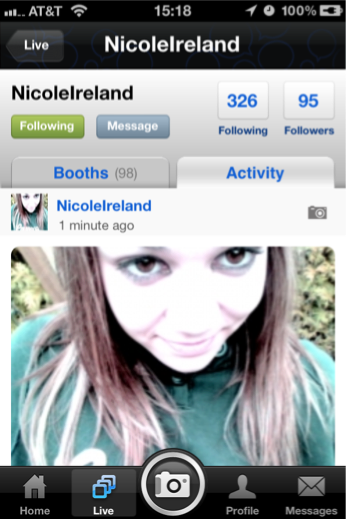 AT&T 15:18 100%
Live NicoleIreland
NicoleIreland
326 95
Following Message
Following Followers
Booths (98) Activity
NicoleIreland
1 minute ago
Home Live Profile Messages